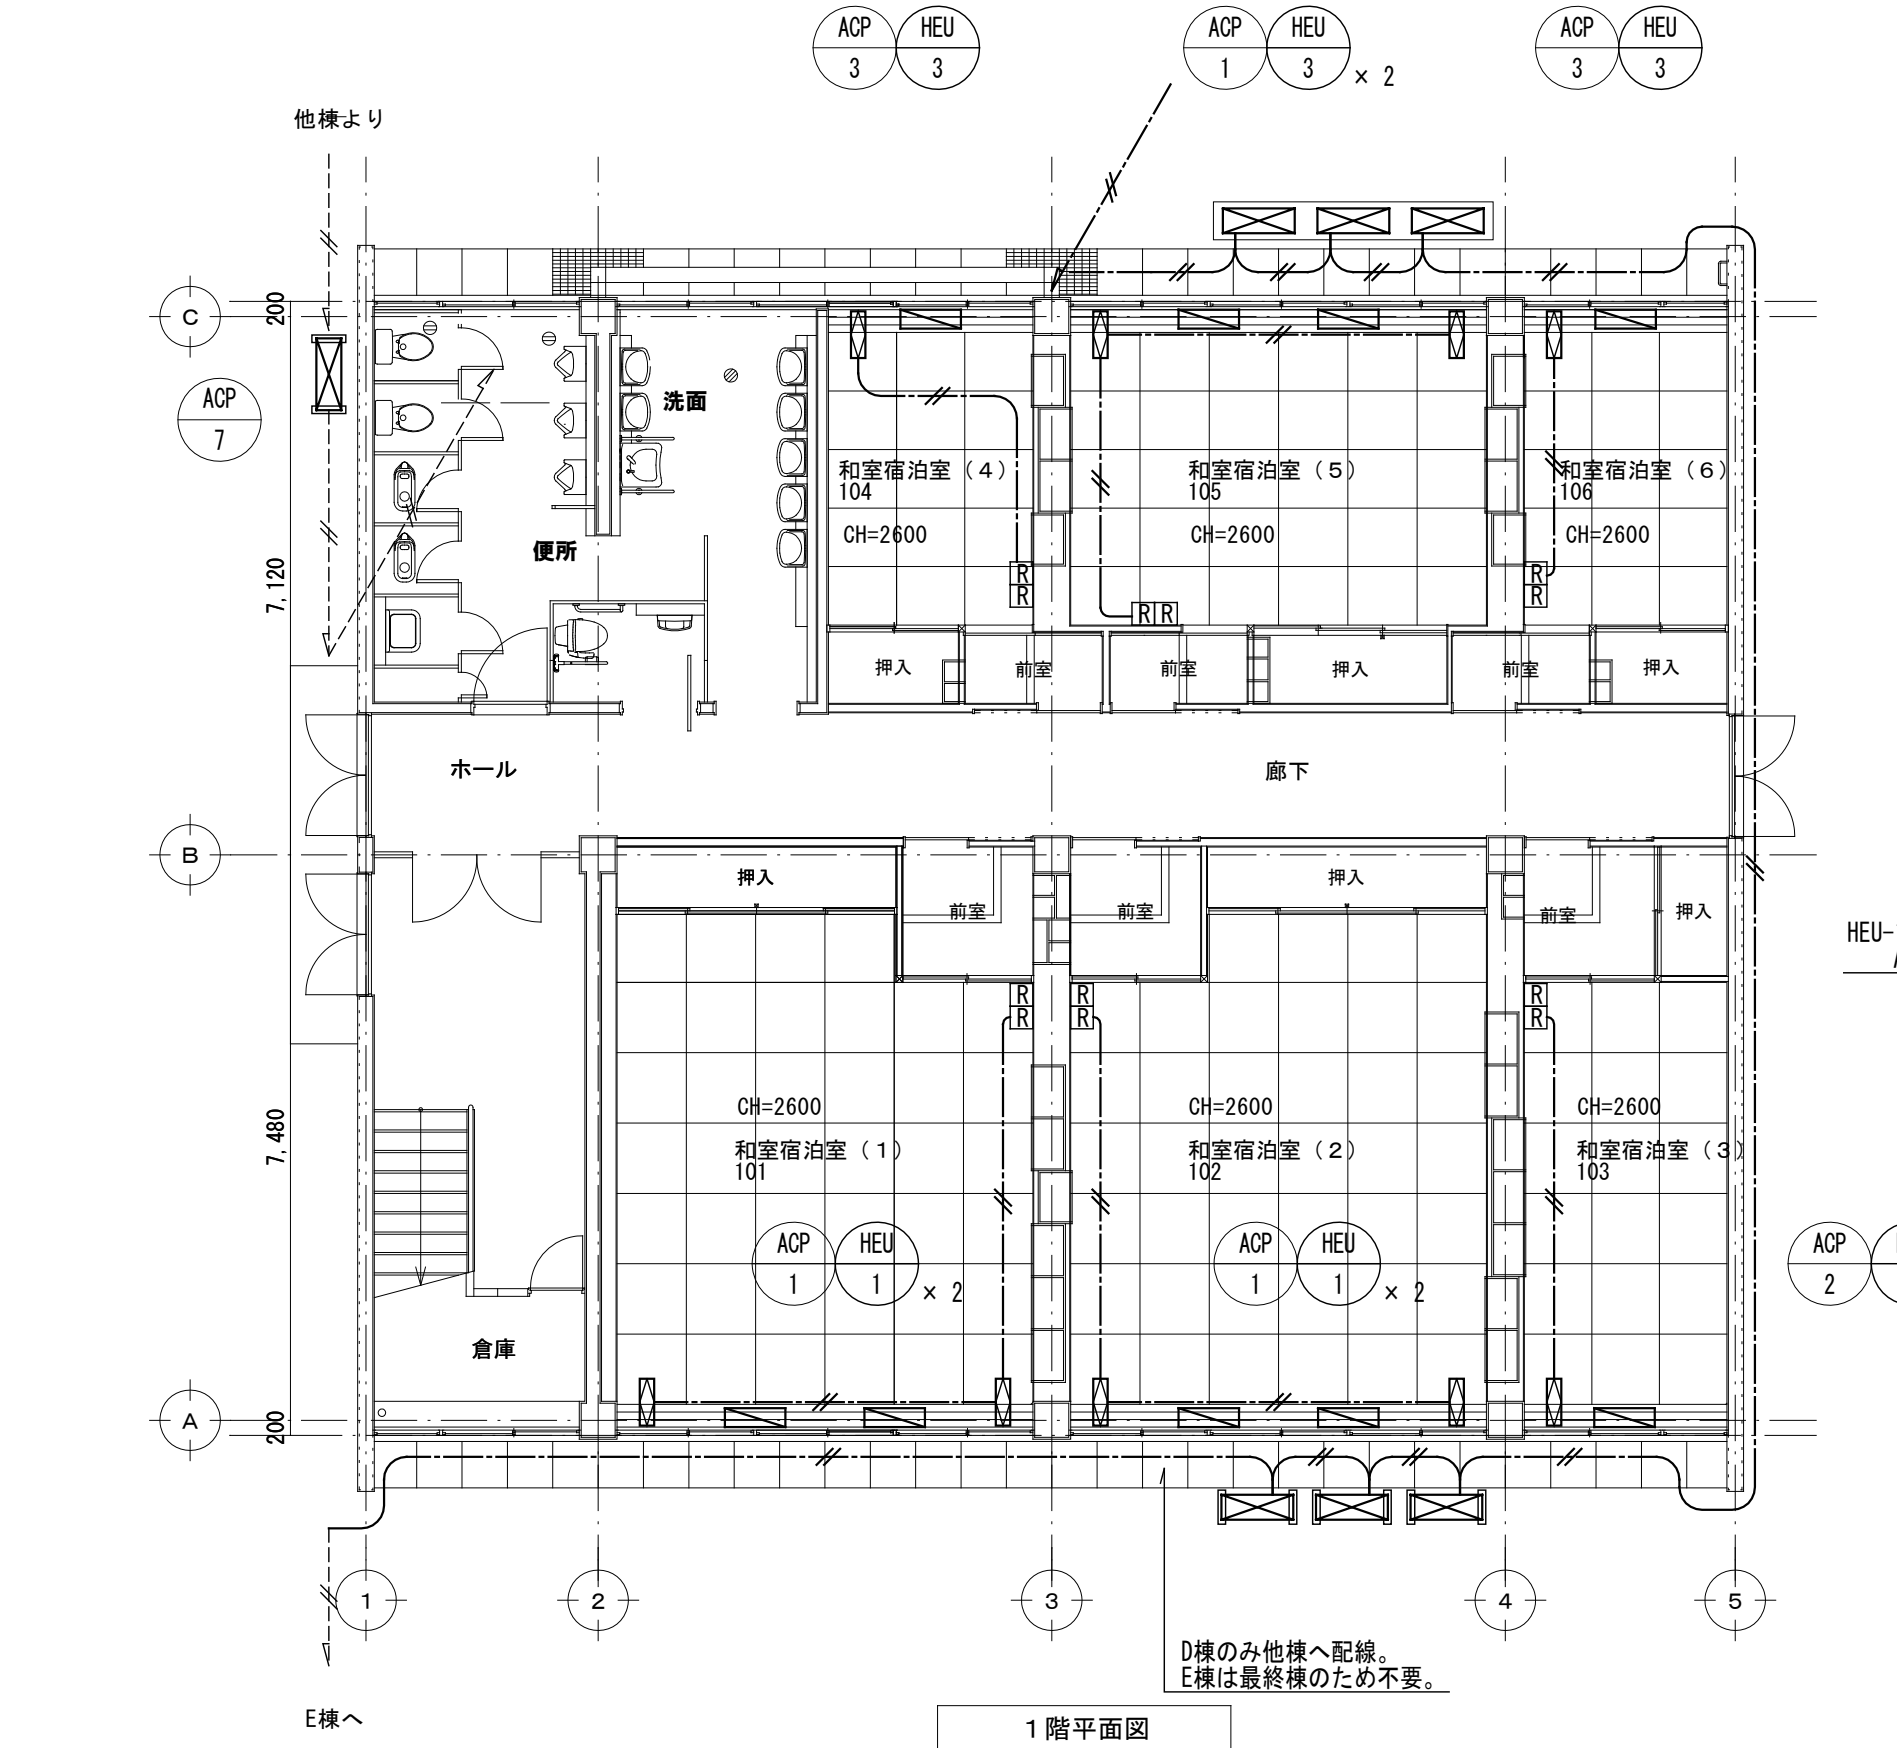 ACP HEU
3 3
ACP HEU
1 3 × 2
ACP HEU
3 3
他棟より
C
200
ACP
7
洗面
和室宿泊室（4）
104
CH=2600
和室宿泊室（5）
105
CH=2600
和室宿泊室（6）
106
CH=2600
7,120
便所
R
R
R R
R
R
押入
前室
前室
押入
前室
押入
ホール
廊下
B
押入
前室
前室
押入
前室
押入
HEU-
R
R
R
R
R
R
7,480
CH=2600
和室宿泊室（1）
101
CH=2600
和室宿泊室（2）
102
CH=2600
和室宿泊室（3）
103
ACP HEU
1 1 × 2
ACP HEU
1 1 × 2
ACP
2
倉庫
A
200
1
2
3
4
5
D棟のみ他棟へ配線。
E棟は最終棟のため不要。
E棟へ
1階平面図